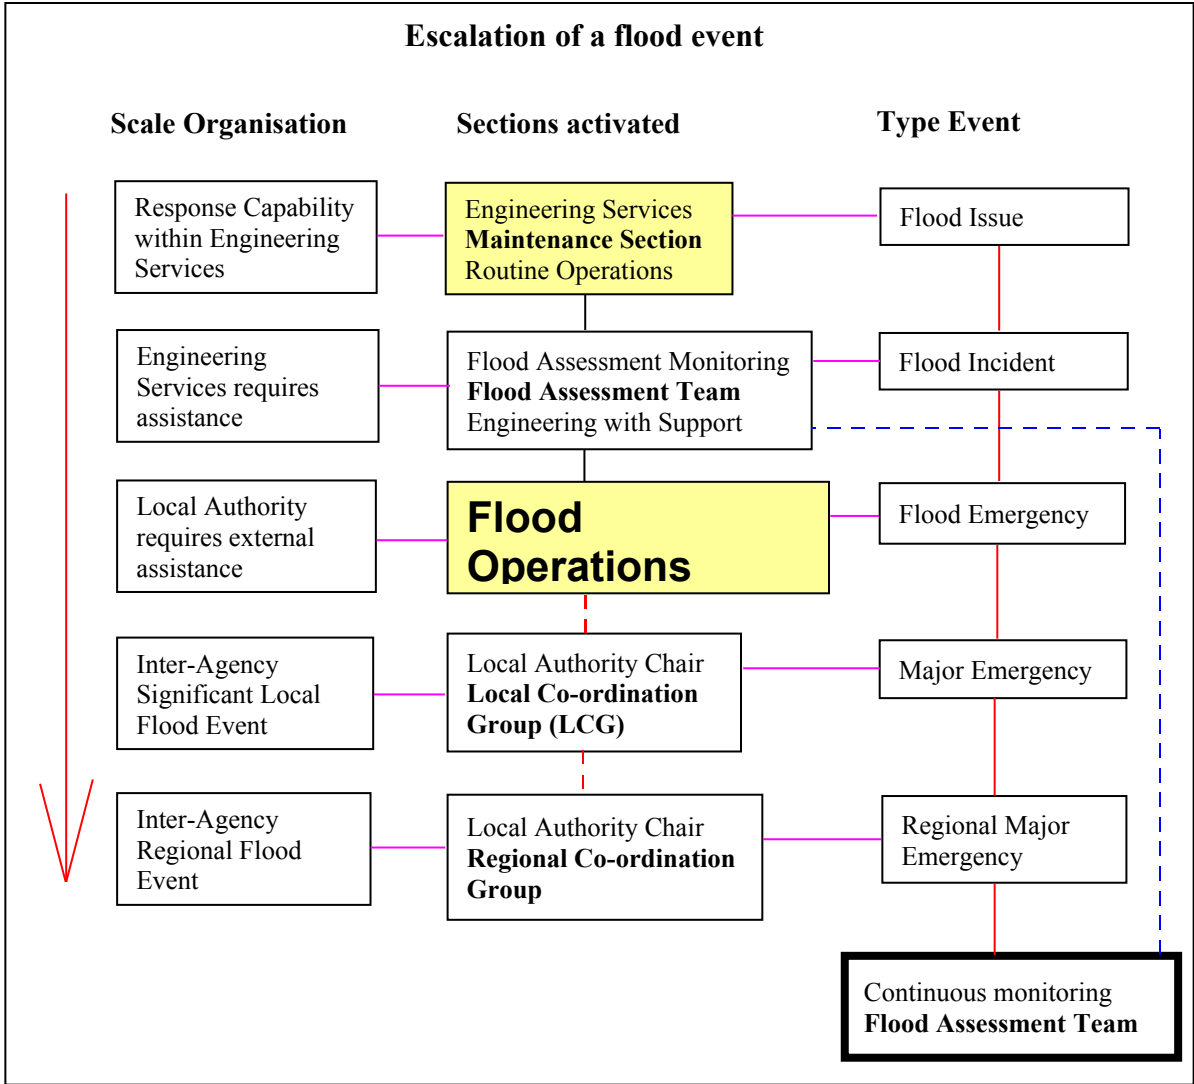 Escalation of a flood event
Scale Organisation
Sections activated
Type Event
Response Capability
within Engineering
Services
Engineering Services
Maintenance Section
Routine Operations
Flood Issue
Engineering
Services requires
assistance
Flood Assessment Monitoring
Flood Assessment Team
Engineering with Support
Flood Incident
Local Authority
requires external
assistance
Flood
Operations
Flood Emergency
Inter-Agency
Significant Local
Flood Event
Local Authority Chair
Local Co-ordination
Group (LCG)
Major Emergency
Inter-Agency
Regional Flood
Event
Local Authority Chair
Regional Co-ordination
Group
Regional Major
Emergency
Continuous monitoring
Flood Assessment Team